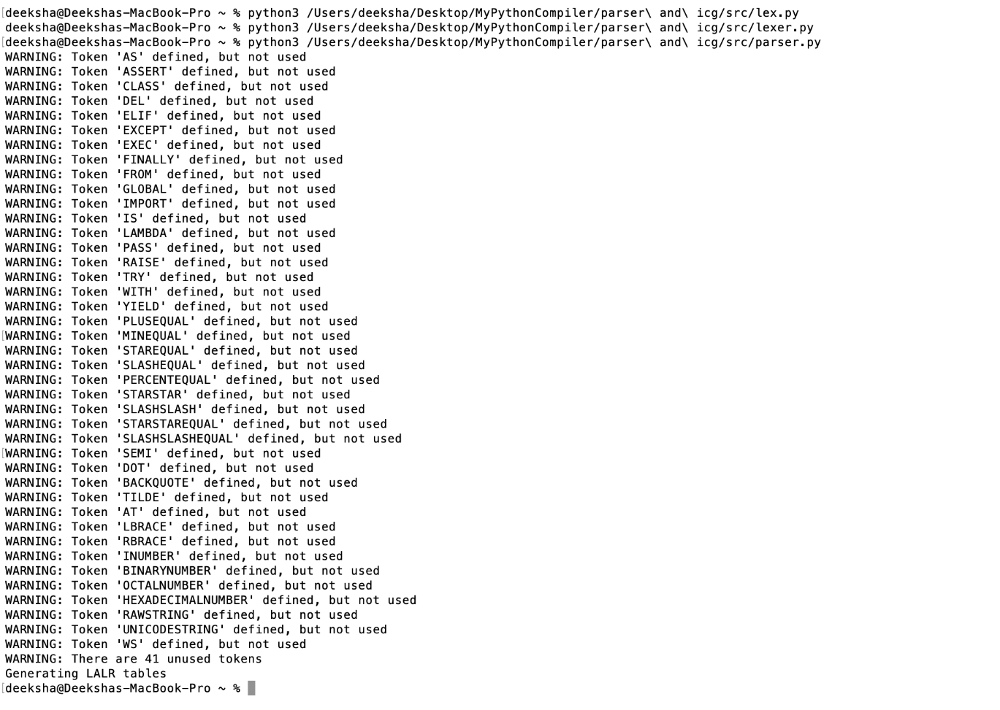 [deeksha@Deekshas-MacBook-Pro ~ % python3 /Users/deeksha/Desktop/MyPythonCompiler/parser\ and\ icg/src/lex.py
deeksha@Deekshas-MacBook-Pro ~ % python3 /Users/deeksha/Desktop/MyPythonCompiler/parser\ and\ icg/src/lexer.py
[deeksha@Deekshas-MacBook-Pro ~ % python3 /Users/deeksha/Desktop/MyPythonCompiler/parser\ and\ icg/src/parser.py
WARNING: Token 'AS' defined, but not used
WARNING: Token 'ASSERT' defined, but not used
WARNING: Token 'CLASS' defined, but not used
WARNING: Token 'DEL' defined, but not used
WARNING: Token 'ELIF' defined, but not used
WARNING: Token 'EXCEPT' defined, but not used
WARNING: Token 'EXEC' defined, but not used
WARNING: Token 'FINALLY' defined, but not used
WARNING: Token 'FROM' defined, but not used
WARNING: Token 'GLOBAL' defined, but not used
WARNING: Token 'IMPORT' defined, but not used
WARNING: Token 'IS' defined, but not used
WARNING: Token 'LAMBDA' defined, but not used
WARNING: Token 'PASS' defined, but not used
WARNING: Token 'RAISE' defined, but not used
WARNING: Token 'TRY' defined, but not used
WARNING: Token 'WITH' defined, but not used
WARNING: Token 'YIELD' defined, but not used
WARNING: Token 'PLUSEQUAL' defined, but not used
[WARNING: Token 'MINEQUAL' defined, but not used
WARNING: Token 'STAREQUAL' defined, but not used
WARNING: Token 'SLASHEQUAL' defined, but not used
WARNING: Token 'PERCENTEQUAL' defined, but not used
WARNING: Token 'STARSTAR' defined, but not used
WARNING: Token 'SLASHSLASH' defined, but not used
WARNING: Token 'STARSTAREQUAL' defined, but not used
WARNING: Token 'SLASHSLASHEQUAL' defined, but not used
[WARNING: Token 'SEMI' defined, but not used
WARNING: Token 'DOT' defined, but not used
WARNING: Token 'BACKQUOTE' defined, but not used
WARNING: Token 'TILDE' defined, but not used
WARNING: Token 'AT' defined, but not used
WARNING: Token 'LBRACE' defined, but not used
WARNING: Token 'RBRACE' defined, but not used
WARNING: Token 'INUMBER' defined, but not used
WARNING: Token 'BINARYNUMBER' defined, but not used
WARNING: Token 'OCTALNUMBER' defined, but not used
WARNING: Token 'HEXADECIMALNUMBER' defined, but not used
WARNING: Token 'RAWSTRING' defined, but not used
WARNING: Token 'UNICODESTRING' defined, but not used
WARNING: Token 'WS' defined, but not used
WARNING: There are 41 unused tokens
Generating LALR tables
[deeksha@Deekshas-MacBook-Pro ~ %